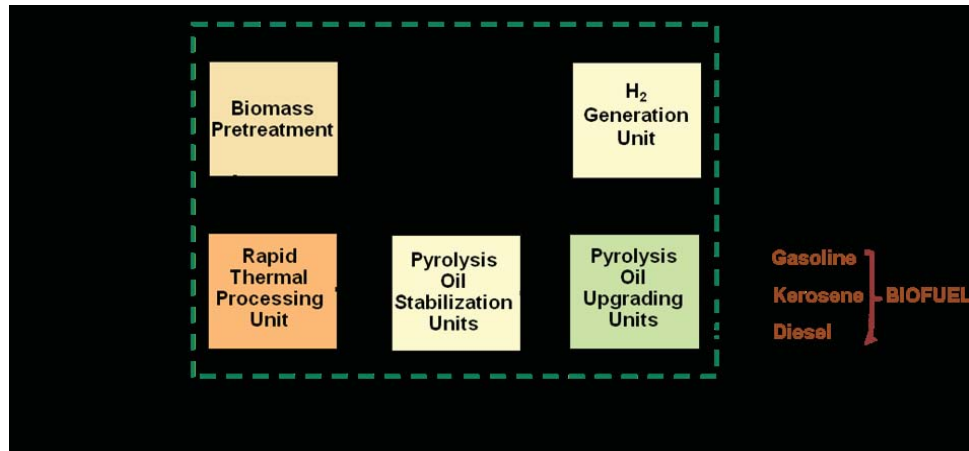 Biomass
Pretreatment
H₂
Generation
Unit
Rapid
Thermal
Processing
Unit
Pyrolysis
Oil
Stabilization
Units
Pyrolysis
Oil
Upgrading
Units
Gasoline
Kerosene
Diesel
BIOFUEL